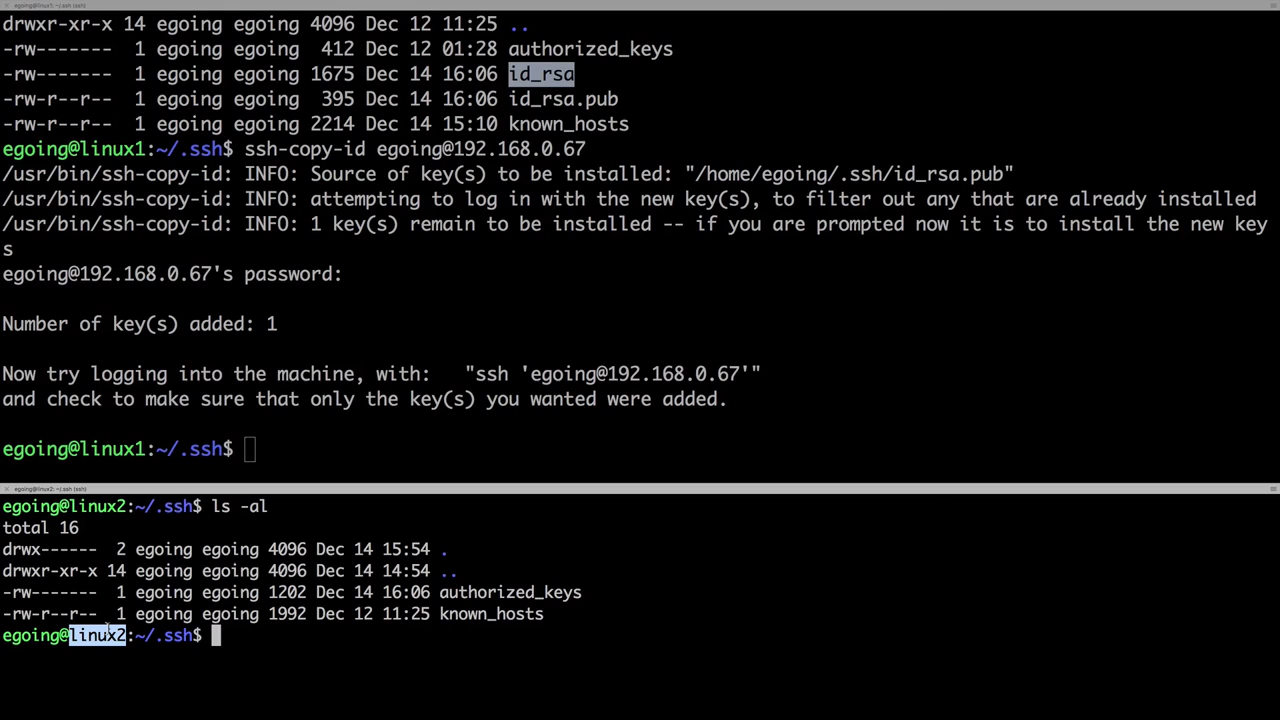 egoing@linux1: ~/.ssh (ssh)
drwxr-xr-x 14 egoing egoing 4096 Dec 12 11:25 ..
-rw------- 1 egoing egoing 412 Dec 12 01:28 authorized_keys
-rw------- 1 egoing egoing 1675 Dec 14 16:06 id_rsa
-rw-r--r-- 1 egoing egoing 395 Dec 14 16:06 id_rsa.pub
-rw-r--r-- 1 egoing egoing 2214 Dec 14 15:10 known_hosts
egoing@linux1:~/.ssh$ ssh-copy-id egoing@192.168.0.67
/usr/bin/ssh-copy-id: INFO: Source of key(s) to be installed: "/home/egoing/.ssh/id_rsa.pub"
/usr/bin/ssh-copy-id: INFO: attempting to log in with the new key(s), to filter out any that are already installed
/usr/bin/ssh-copy-id: INFO: 1 key(s) remain to be installed -- if you are prompted now it is to install the new key
s
egoing@192.168.0.67's password:
Number of key(s) added: 1
Now try logging into the machine, with: "ssh 'egoing@192.168.0.67'"
and check to make sure that only the key(s) you wanted were added.
egoing@linux1:~/.ssh$
egoing@linux2: ~/.ssh (ssh)
egoing@linux2:~/.ssh$ ls -al
total 16
drwx------ 2 egoing egoing 4096 Dec 14 15:54 .
drwxr-xr-x 14 egoing egoing 4096 Dec 14 14:54 ..
-rw------- 1 egoing egoing 1202 Dec 14 16:06 authorized_keys
-rw-r--r-- 1 egoing egoing 1992 Dec 12 11:25 known_hosts
egoing@linux2:~/.ssh$